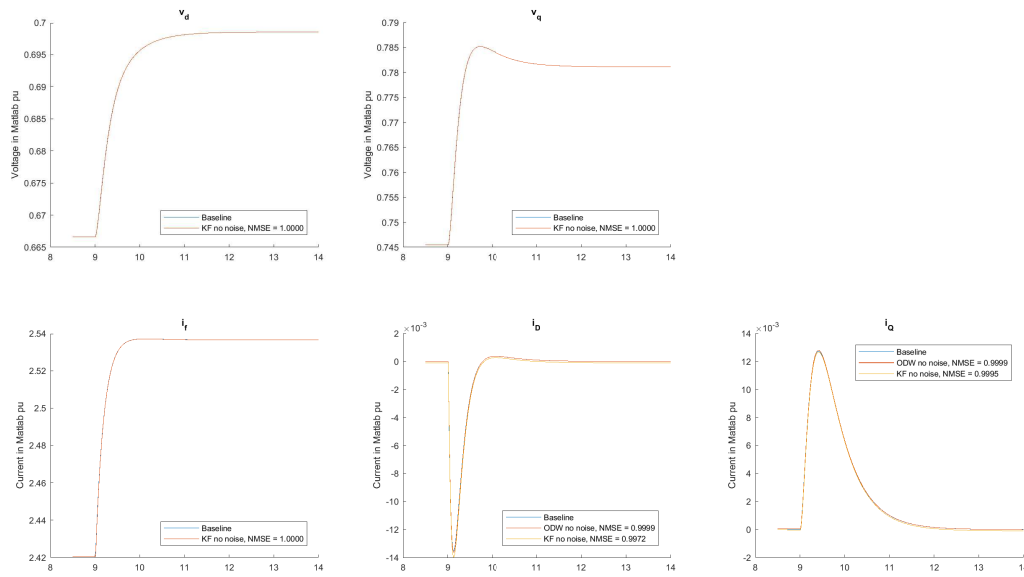 v_d
0.7
0.695
0.69
0.685
0.68
0.675
0.67
0.665
Voltage in Matlab pu
8 9 10 11 12 13 14
Baseline
KF no noise, NMSE = 1.0000
v_q
0.79
0.785
0.78
0.775
0.77
0.765
0.76
0.755
0.75
0.745
Voltage in Matlab pu
8 9 10 11 12 13 14
Baseline
KF no noise, NMSE = 1.0000
i_f
2.54
2.52
2.5
2.48
2.46
2.44
2.42
Current in Matlab pu
8 9 10 11 12 13 14
Baseline
KF no noise, NMSE = 1.0000
i_D
×10^-3
2
0
-2
-4
-6
-8
-10
-12
-14
Current in Matlab pu
8 9 10 11 12 13 14
Baseline
ODW no noise, NMSE = 0.9999
KF no noise, NMSE = 0.9972
i_Q
14 ×10^-3
12
10
8
6
4
2
0
-2
Current in Matlab pu
8 9 10 11 12 13 14
Baseline
ODW no noise, NMSE = 0.9999
KF no noise, NMSE = 0.9995